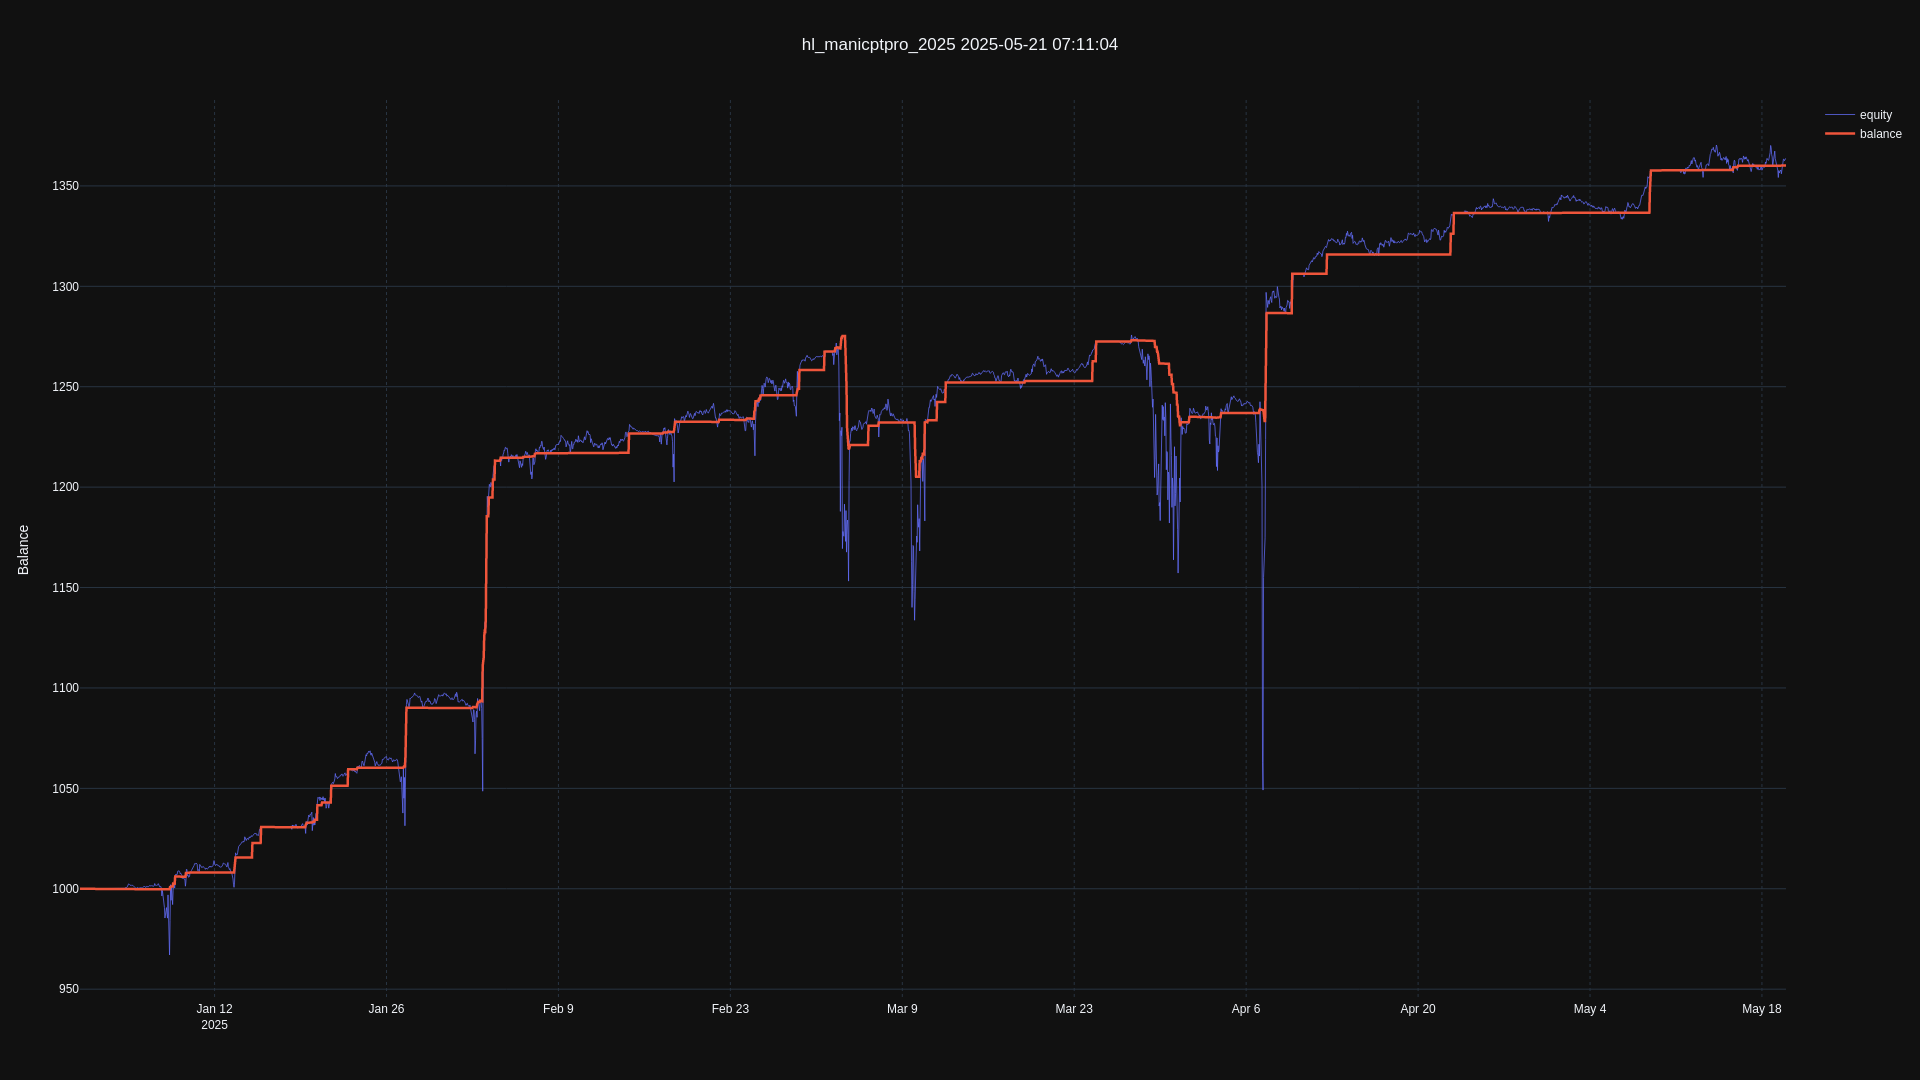 hl_manicptpro_2025 2025-05-21 07:11:04
equity
balance
1350
1300
1250
1200
1150
1100
1050
1000
950
Balance
Jan 12
2025
Jan 26
Feb 9
Feb 23
Mar 9
Mar 23
Apr 6
Apr 20
May 4
May 18